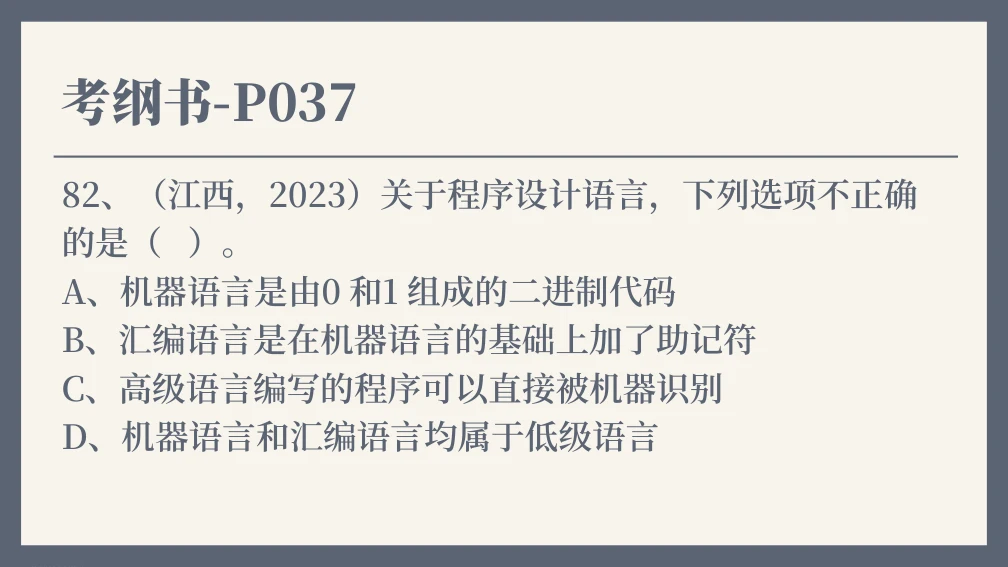 考纲书-P037
82、（江西，2023）关于程序设计语言，下列选项不正确
的是（  ）。
A、机器语言是由0 和1 组成的二进制代码
B、汇编语言是在机器语言的基础上加了助记符
C、高级语言编写的程序可以直接被机器识别
D、机器语言和汇编语言均属于低级语言